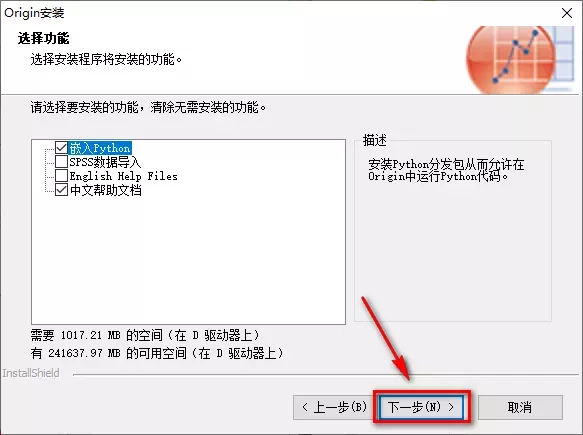 Origin安装
选择功能
选择安装程序将安装的功能。
请选择要安装的功能，清除无需安装的功能。
嵌入Python
SPSS数据导入
English Help Files
中文帮助文档
描述
安装Python分发包从而允许在
Origin中运行Python代码。
需要 1017.21 MB 的空间(在 D 驱动器上)
有 241637.97 MB 的可用空间(在 D 驱动器上)
InstallShield
< 上一步(B)
下一步(N) >
取消